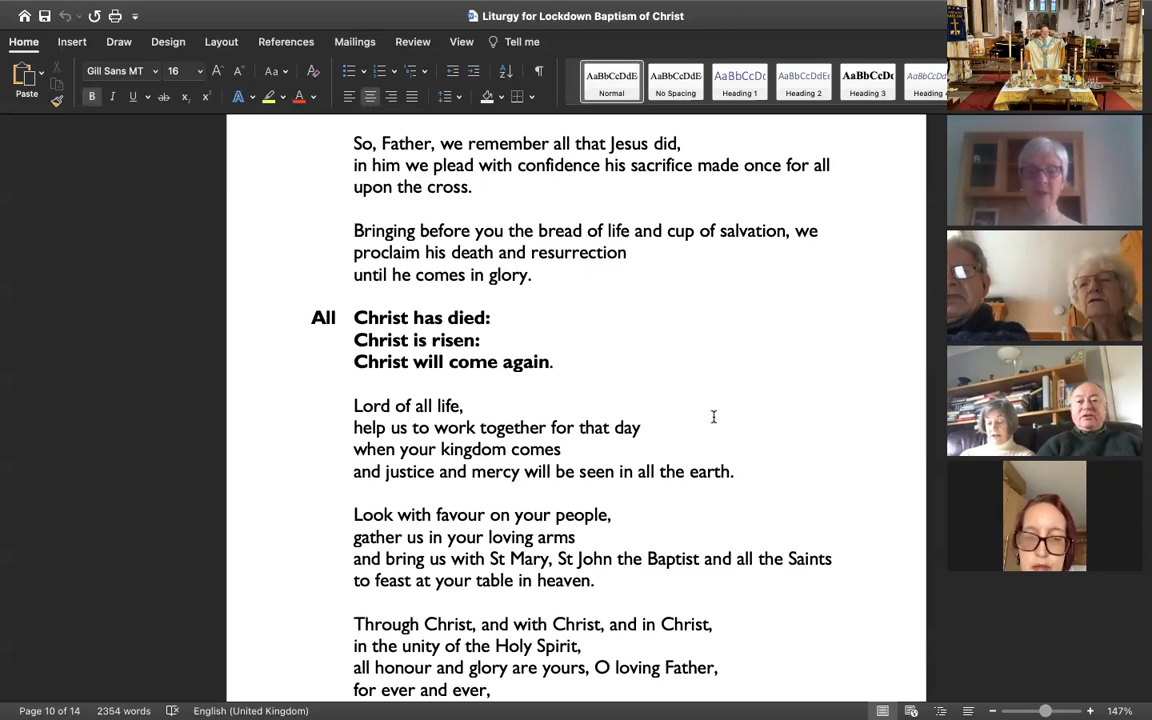 Liturgy for Lockdown Baptism of Christ
Home Insert Draw Design Layout References Mailings Review View Tell me
Paste
Gill Sans MT 16
AaBbCcDdE Normal
AaBbCcDdE No Spacing
AaBbCcDc Heading 1
AaBbCcDdEe Heading 2
AaBbCcDc Heading 3
AaBbCcDdE Heading
So, Father, we remember all that Jesus did,
in him we plead with confidence his sacrifice made once for all
upon the cross.
Bringing before you the bread of life and cup of salvation, we
proclaim his death and resurrection
until he comes in glory.
All Christ has died:
Christ is risen:
Christ will come again.
Lord of all life,
help us to work together for that day
when your kingdom comes
and justice and mercy will be seen in all the earth.
Look with favour on your people,
gather us in your loving arms
and bring us with St Mary, St John the Baptist and all the Saints
to feast at your table in heaven.
Through Christ, and with Christ, and in Christ,
in the unity of the Holy Spirit,
all honour and glory are yours, O loving Father,
for ever and ever,
Page 10 of 14 2354 words English (United Kingdom) 147%